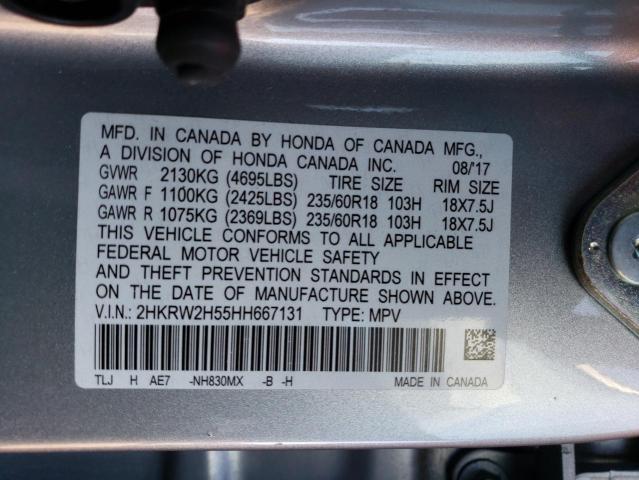 MFD. IN CANADA BY HONDA OF CANADA MFG.,
A DIVISION OF HONDA CANADA INC. 08/'17
GVWR 2130KG (4695LBS) TIRE SIZE RIM SIZE
GAWR F 1100KG (2425LBS) 235/60R18 103H 18X7.5J
GAWR R 1075KG (2369LBS) 235/60R18 103H 18X7.5J
THIS VEHICLE CONFORMS TO ALL APPLICABLE
FEDERAL MOTOR VEHICLE SAFETY
AND THEFT PREVENTION STANDARDS IN EFFECT
ON THE DATE OF MANUFACTURE SHOWN ABOVE.
V.I.N.: 2HKRW2H55HH667131 TYPE: MPV
TLJ H AE7 -NH830MX -B -H MADE IN CANADA